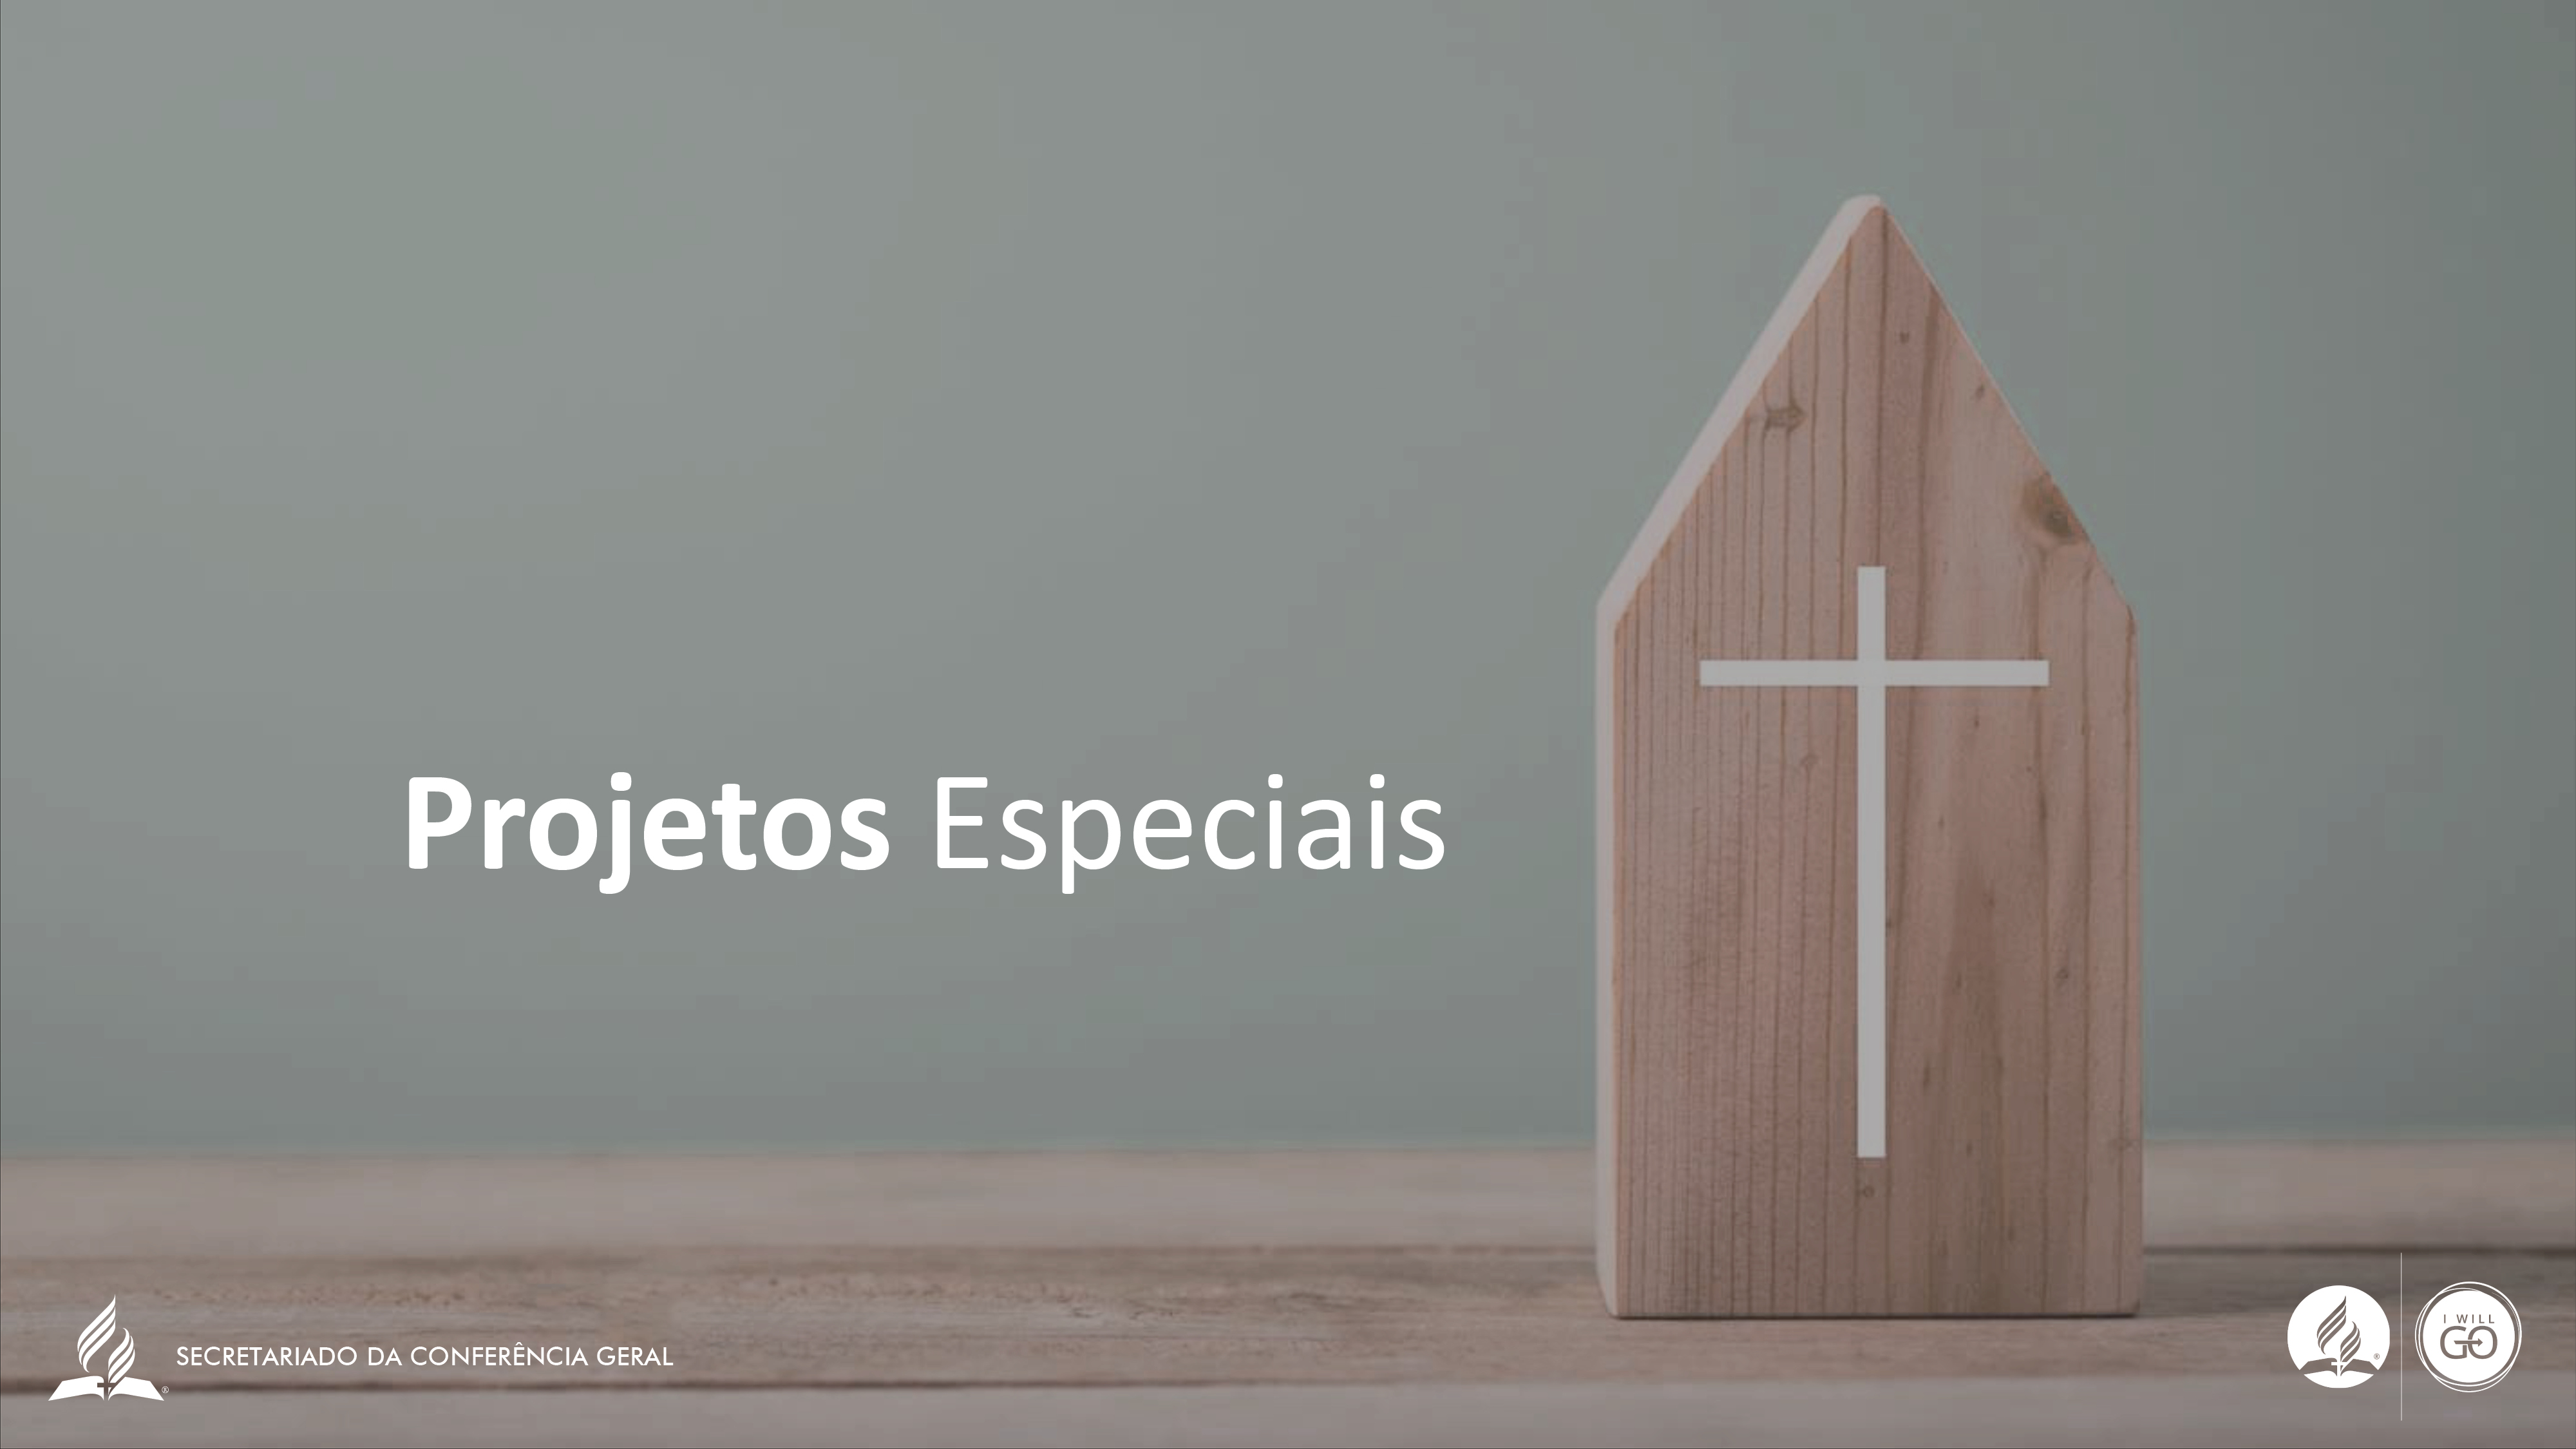 Projetos Especiais
SECRETARIADO DA CONFERÊNCIA GERAL
®
®
I WILL
GO